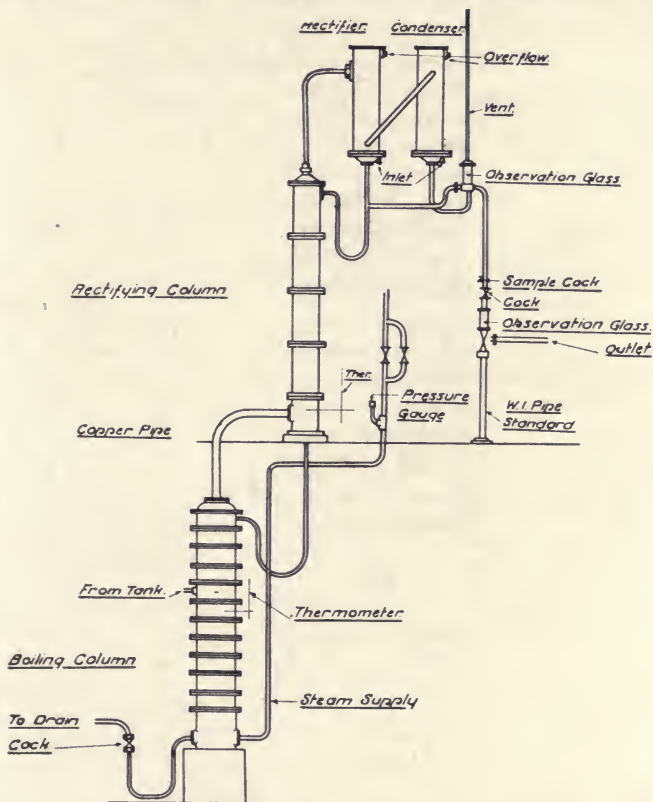 Rectifier
Condenser
Overflow.
Vent.
Inlet
Observation Glass
Rectifying Column
Sample Cock
Cock
Observation Glass.
Outlet
Ther.
Pressure
Gauge
W.I. Pipe
Standard
Copper Pipe
From Tank.
Thermometer
Boiling Column
Steam Supply
To Drain
Cock